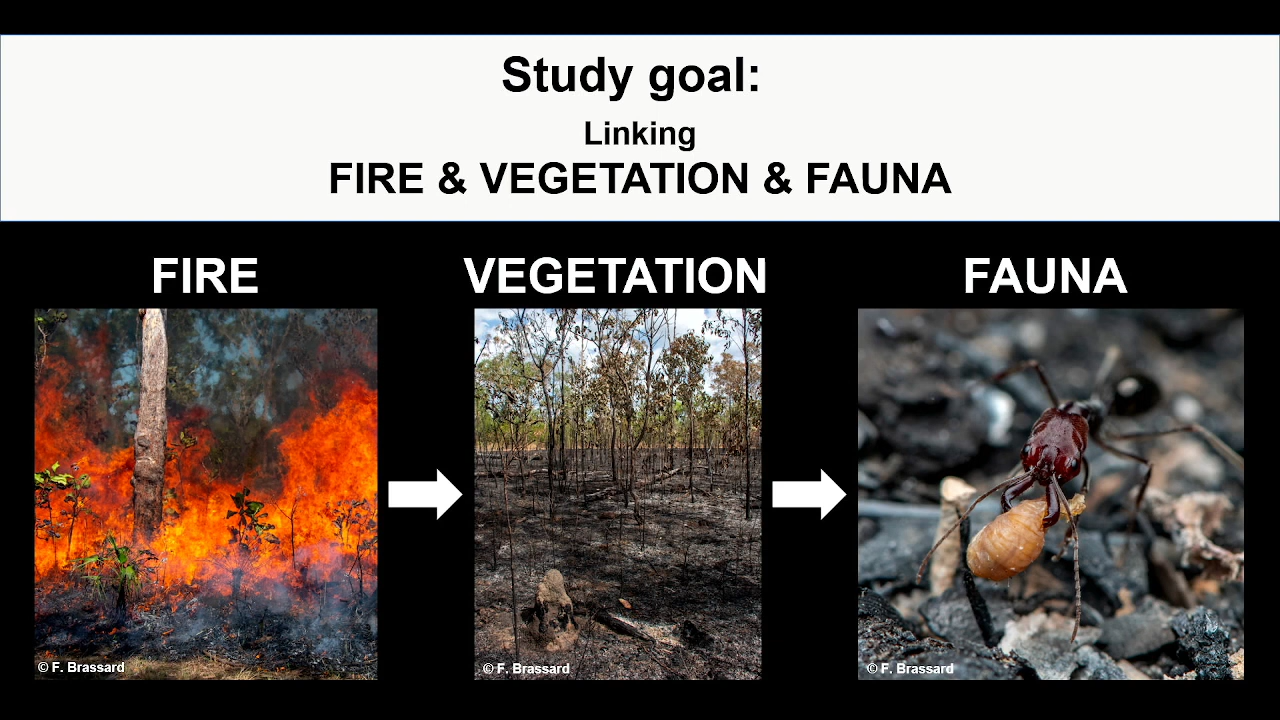 Study goal:
Linking
FIRE & VEGETATION & FAUNA
FIRE
VEGETATION
FAUNA
© F. Brassard
© F. Brassard
© F. Brassard